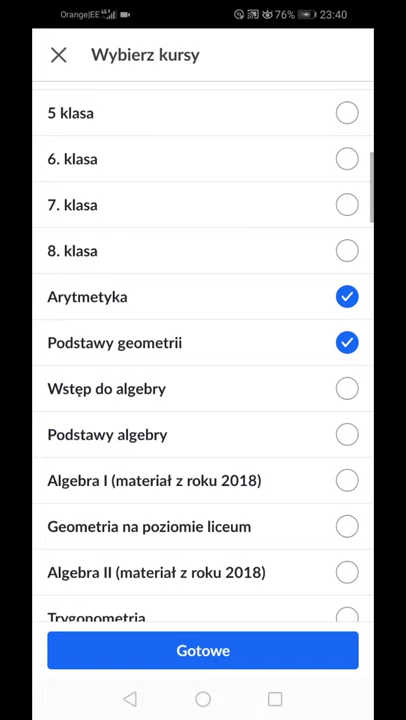 Orange|EE 76% 23:40
Wybierz kursy
5 klasa
6. klasa
7. klasa
8. klasa
Arytmetyka
Podstawy geometrii
Wstęp do algebry
Podstawy algebry
Algebra I (materiał z roku 2018)
Geometria na poziomie liceum
Algebra II (materiał z roku 2018)
Trygonometria
Gotowe